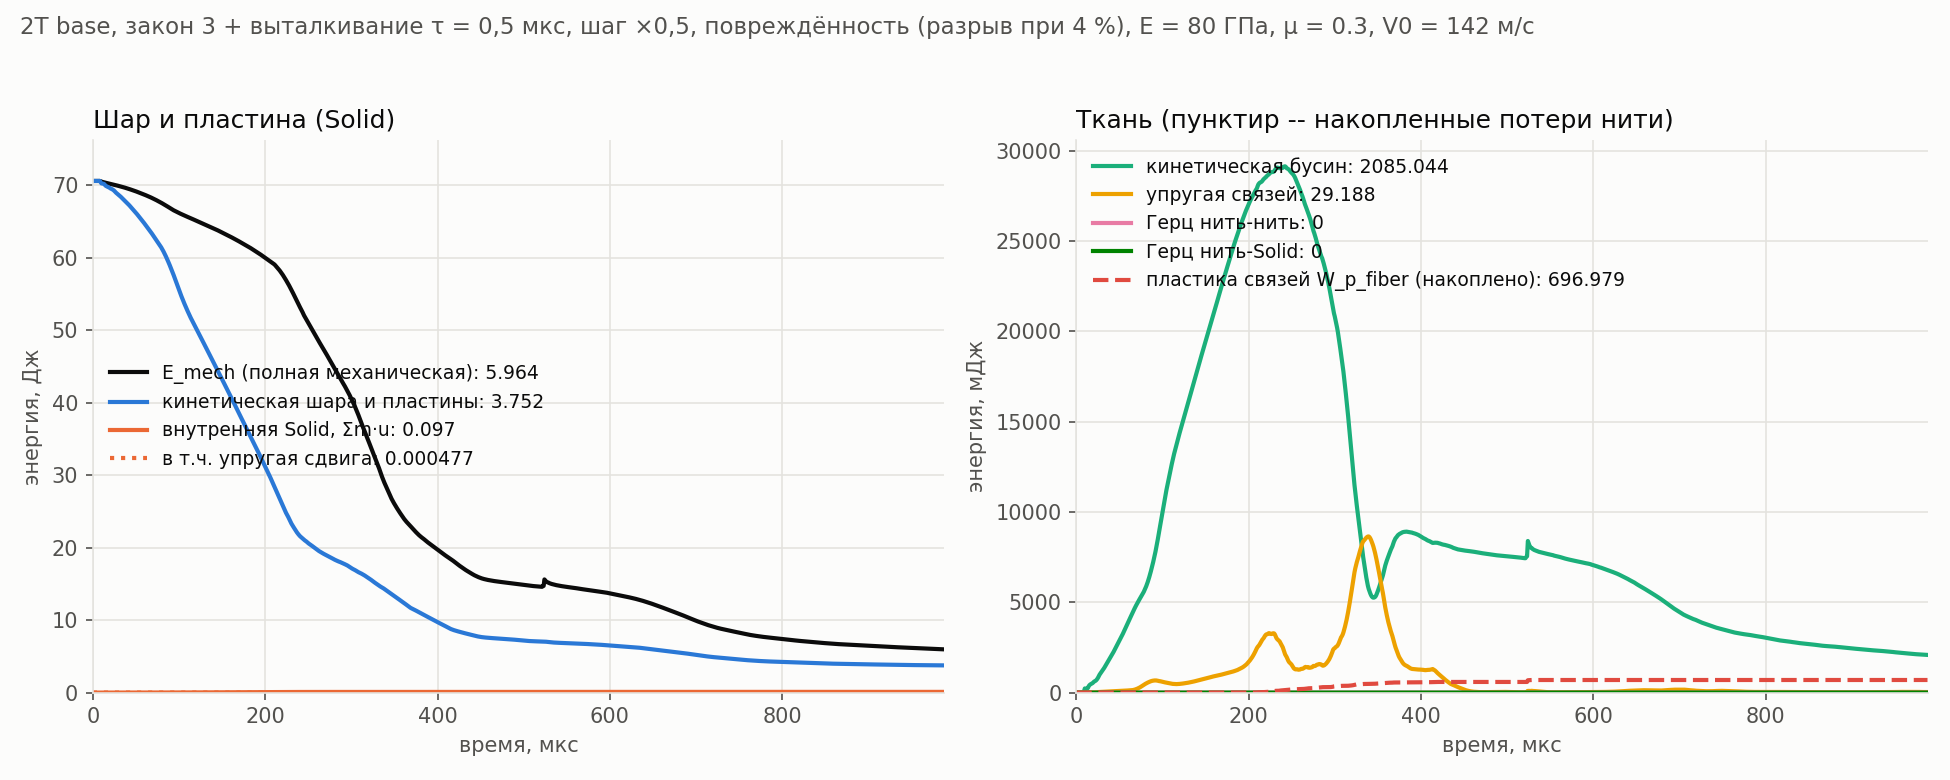 2T base, закон 3 + выталкивание τ = 0,5 мкс, шаг ×0,5, повреждённость (разрыв при 4 %), E = 80 ГПа, μ = 0.3, V0 = 142 м/с
Шар и пластина (Solid)
энергия, Дж
70
60
50
40
30
20
10
0
E_mech (полная механическая): 5.964
кинетическая шара и пластины: 3.752
внутренняя Solid, Σm·u: 0.097
в т.ч. упругая сдвига: 0.000477
0
200
400
600
800
время, мкс
Ткань (пунктир -- накопленные потери нити)
энергия, мДж
30000
25000
20000
15000
10000
5000
0
кинетическая бусин: 2085.044
упругая связей: 29.188
Герц нить-нить: 0
Герц нить-Solid: 0
пластика связей W_p_fiber (накоплено): 696.979
0
200
400
600
800
время, мкс